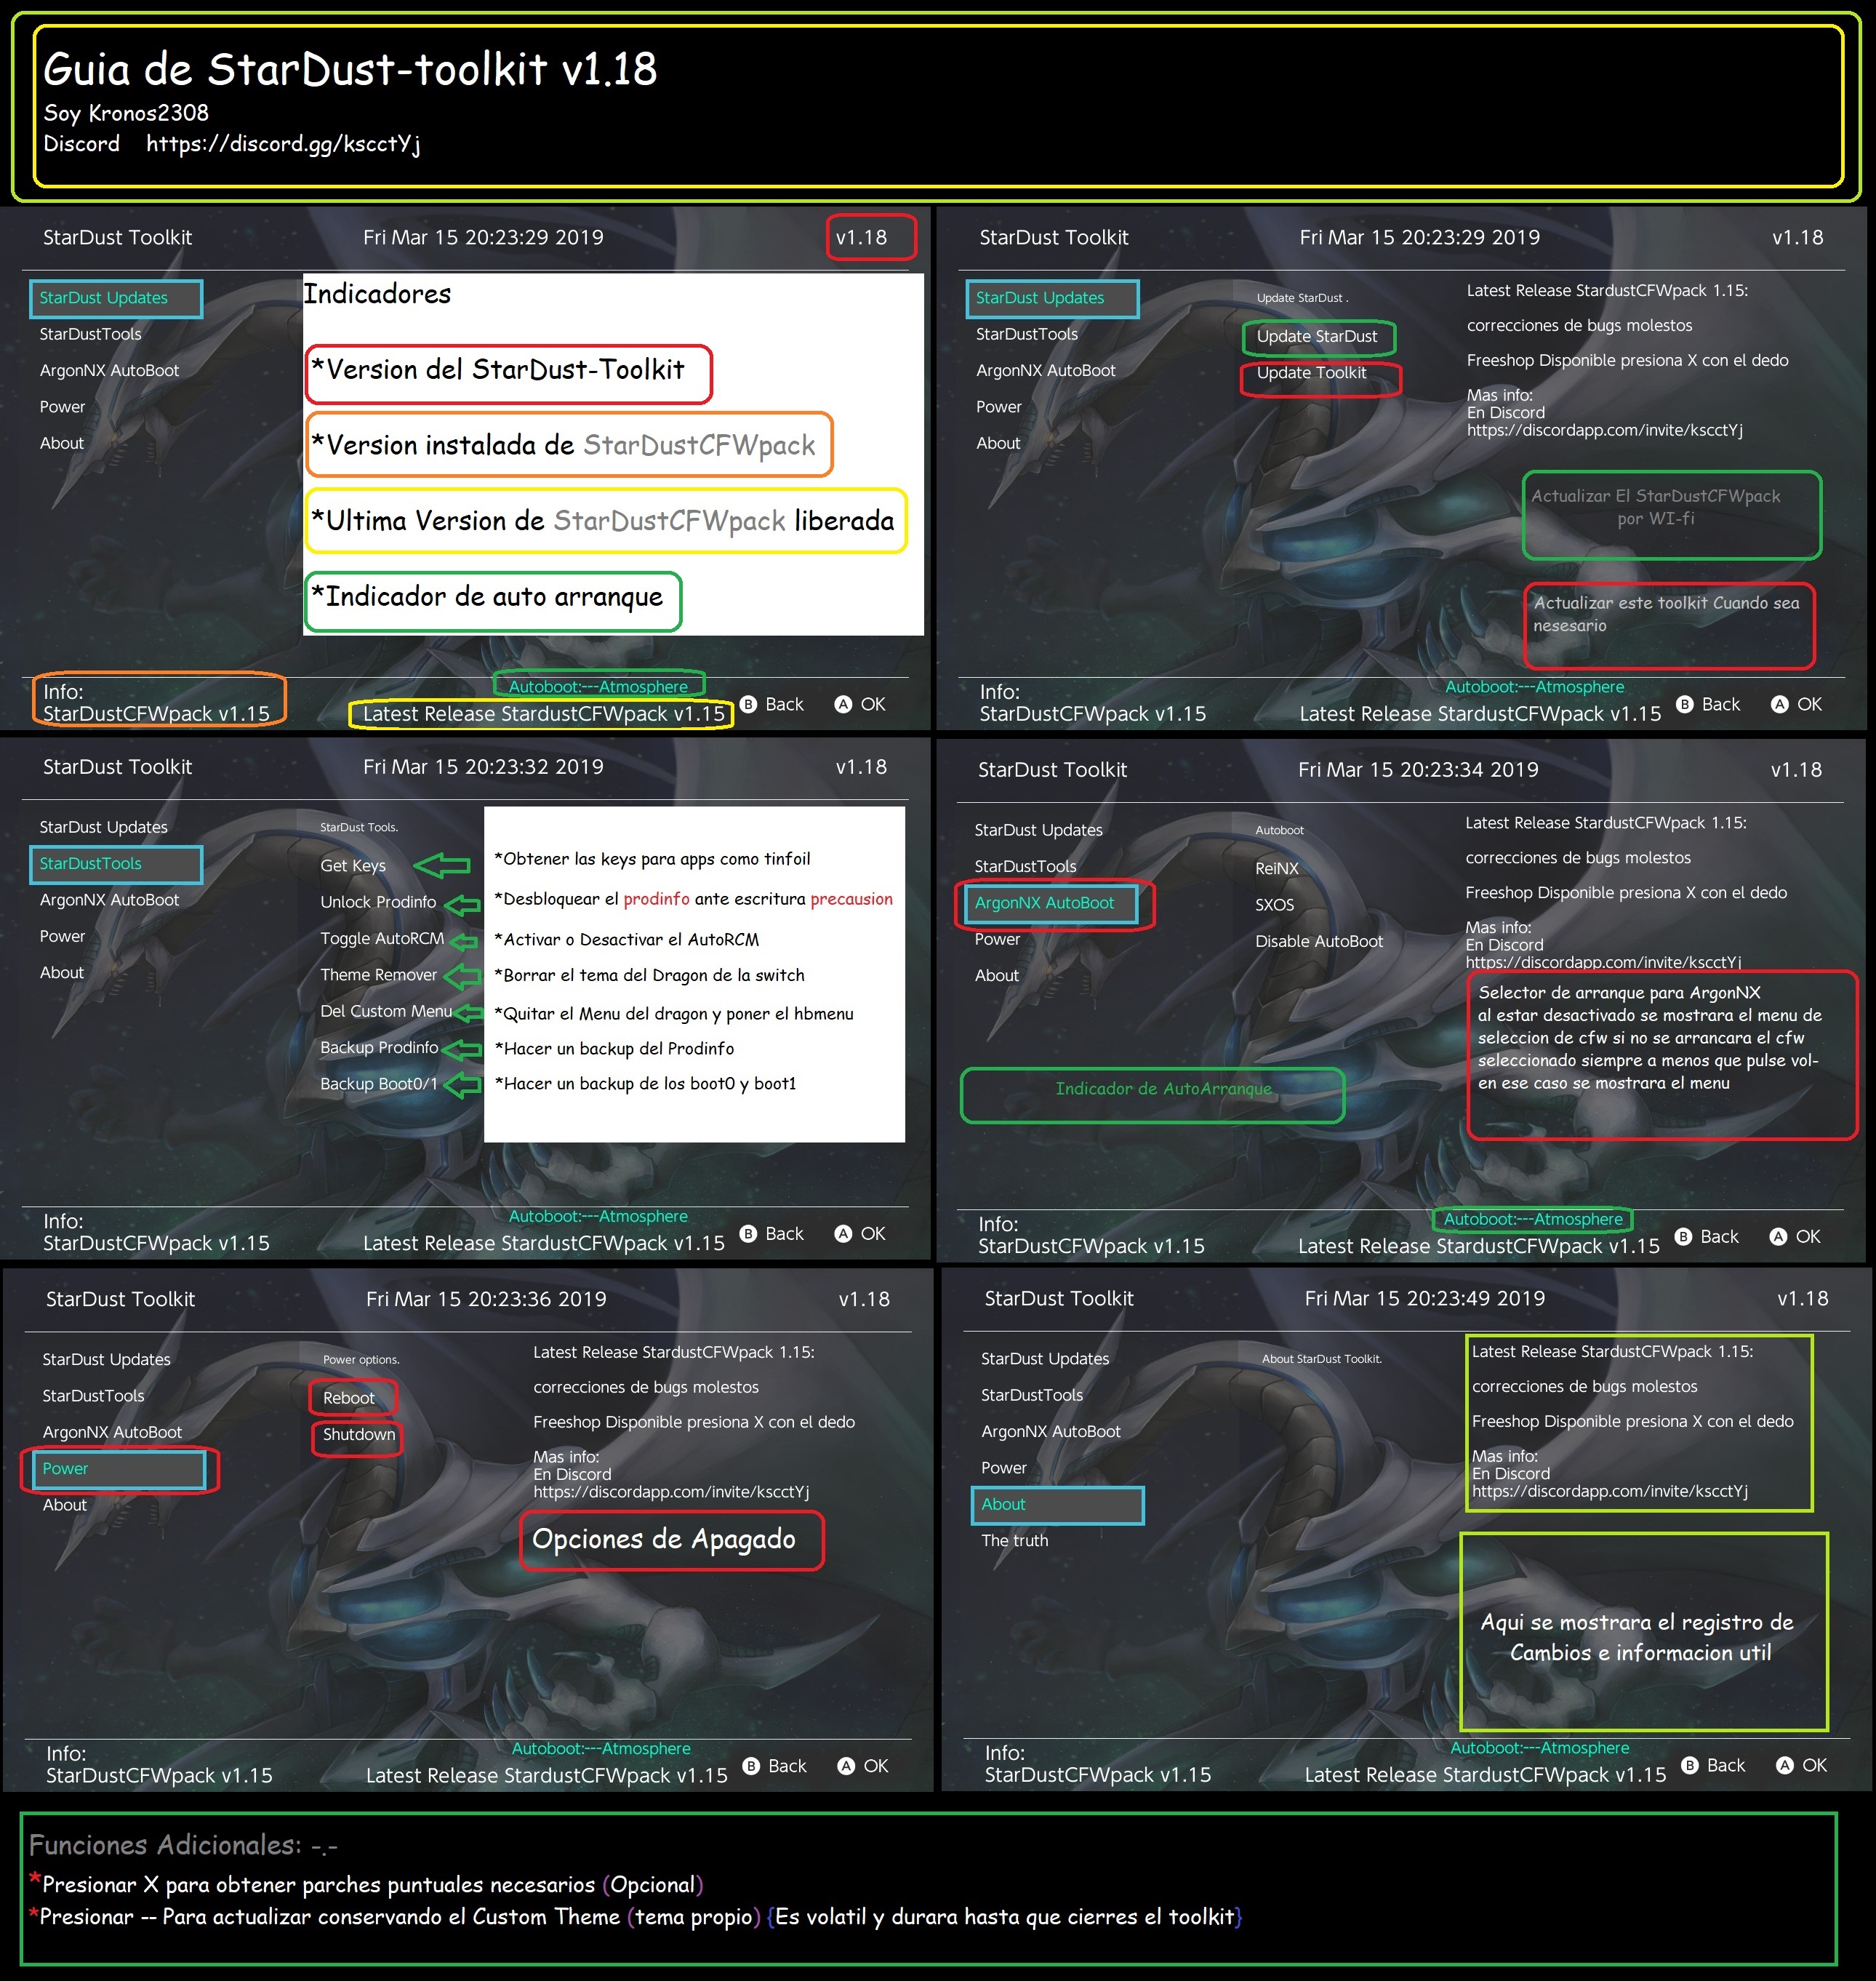 Guia de StarDust-toolkit v1.18
Soy Kronos2308
Discord    https://discord.gg/kscctYj
StarDust Toolkit
Fri Mar 15 20:23:29 2019
v1.18
StarDust Updates
StarDustTools
ArgonNX AutoBoot
Power
About
Indicadores
*Version del StarDust-Toolkit
*Version instalada de StarDustCFWpack
*Ultima Version de StarDustCFWpack liberada
*Indicador de auto arranque
Info:
StarDustCFWpack v1.15
Autoboot:---Atmosphere
Latest Release StardustCFWpack v1.15
B Back
A OK
StarDust Toolkit
Fri Mar 15 20:23:29 2019
v1.18
StarDust Updates
StarDustTools
ArgonNX AutoBoot
Power
About
Update StarDust .
Update StarDust
Update Toolkit
Latest Release StardustCFWpack 1.15:
correcciones de bugs molestos
Freeshop Disponible presiona X con el dedo
Mas info:
En Discord
https://discordapp.com/invite/kscctYj
Actualizar El StarDustCFWpack
por WI-fi
Actualizar este toolkit Cuando sea
nesesario
Info:
StarDustCFWpack v1.15
Autoboot:---Atmosphere
Latest Release StardustCFWpack v1.15
B Back
A OK
StarDust Toolkit
Fri Mar 15 20:23:32 2019
v1.18
StarDust Updates
StarDustTools
ArgonNX AutoBoot
Power
About
StarDust Tools.
Get Keys
Unlock Prodinfo
Toggle AutoRCM
Theme Remover
Del Custom Menu
Backup Prodinfo
Backup Boot0/1
*Obtener las keys para apps como tinfoil
*Desbloquear el prodinfo ante escritura precausion
*Activar o Desactivar el AutoRCM
*Borrar el tema del Dragon de la switch
*Quitar el Menu del dragon y poner el hbmenu
*Hacer un backup del Prodinfo
*Hacer un backup de los boot0 y boot1
Info:
StarDustCFWpack v1.15
Autoboot:---Atmosphere
Latest Release StardustCFWpack v1.15
B Back
A OK
StarDust Toolkit
Fri Mar 15 20:23:34 2019
v1.18
StarDust Updates
StarDustTools
ArgonNX AutoBoot
Power
About
Autoboot
ReiNX
SXOS
Disable AutoBoot
Latest Release StardustCFWpack 1.15:
correcciones de bugs molestos
Freeshop Disponible presiona X con el dedo
Mas info:
En Discord
https://discordapp.com/invite/kscctYj
Selector de arranque para ArgonNX
al estar desactivado se mostrara el menu de
seleccion de cfw si no se arrancara el cfw
seleccionado siempre a menos que pulse vol-
en ese caso se mostrara el menu
Indicador de AutoArranque
Info:
StarDustCFWpack v1.15
Autoboot:---Atmosphere
Latest Release StardustCFWpack v1.15
B Back
A OK
StarDust Toolkit
Fri Mar 15 20:23:36 2019
v1.18
StarDust Updates
StarDustTools
ArgonNX AutoBoot
Power
About
Power options.
Reboot
Shutdown
Latest Release StardustCFWpack 1.15:
correcciones de bugs molestos
Freeshop Disponible presiona X con el dedo
Mas info:
En Discord
https://discordapp.com/invite/kscctYj
Opciones de Apagado
Info:
StarDustCFWpack v1.15
Autoboot:---Atmosphere
Latest Release StardustCFWpack v1.15
B Back
A OK
StarDust Toolkit
Fri Mar 15 20:23:49 2019
v1.18
StarDust Updates
StarDustTools
ArgonNX AutoBoot
Power
About
The truth
About StarDust Toolkit.
Latest Release StardustCFWpack 1.15:
correcciones de bugs molestos
Freeshop Disponible presiona X con el dedo
Mas info:
En Discord
https://discordapp.com/invite/kscctYj
Aqui se mostrara el registro de
Cambios e informacion util
Info:
StarDustCFWpack v1.15
Autoboot:---Atmosphere
Latest Release StardustCFWpack v1.15
B Back
A OK
Funciones Adicionales: -.-
*Presionar X para obtener parches puntuales necesarios (Opcional)
*Presionar -- Para actualizar conservando el Custom Theme (tema propio) {Es volatil y durara hasta que cierres el toolkit}